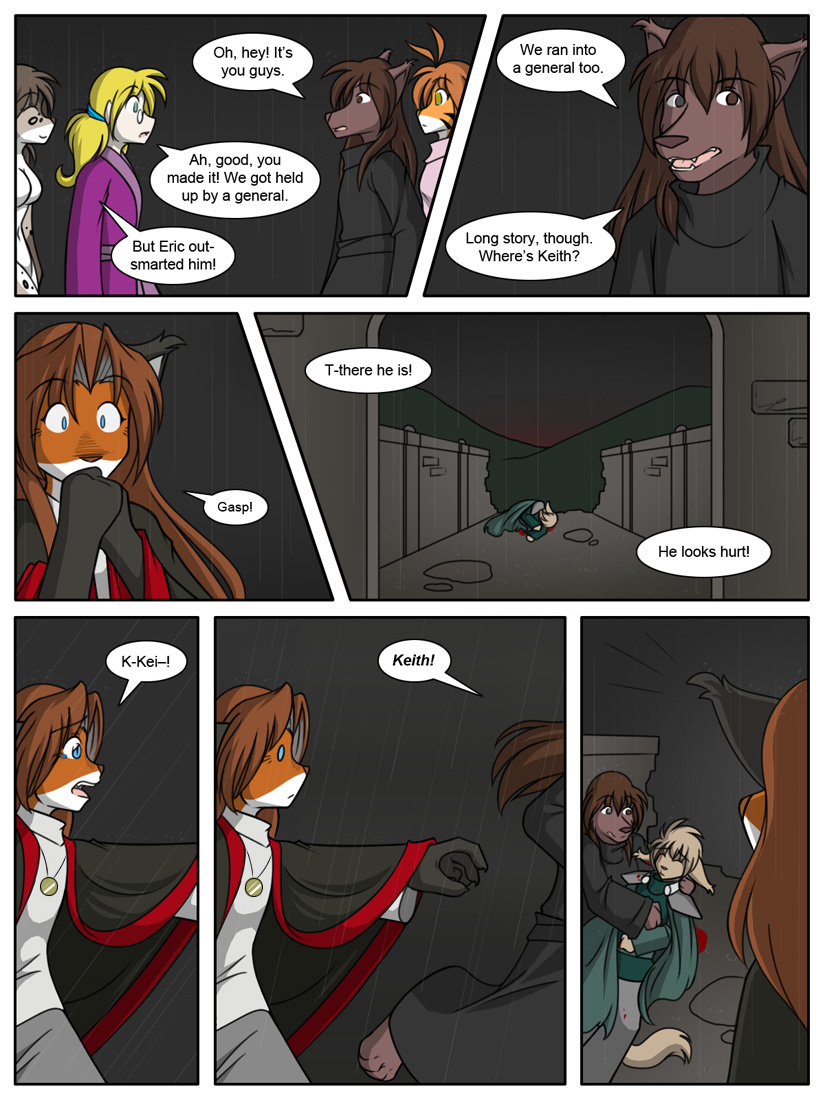 Oh, hey! It's
you guys.
Ah, good, you
made it! We got held
up by a general.
But Eric out-
smarted him!
We ran into
a general too.
Long story, though.
Where's Keith?
Gasp!
T-there he is!
He looks hurt!
K-Kei–!
Keith!